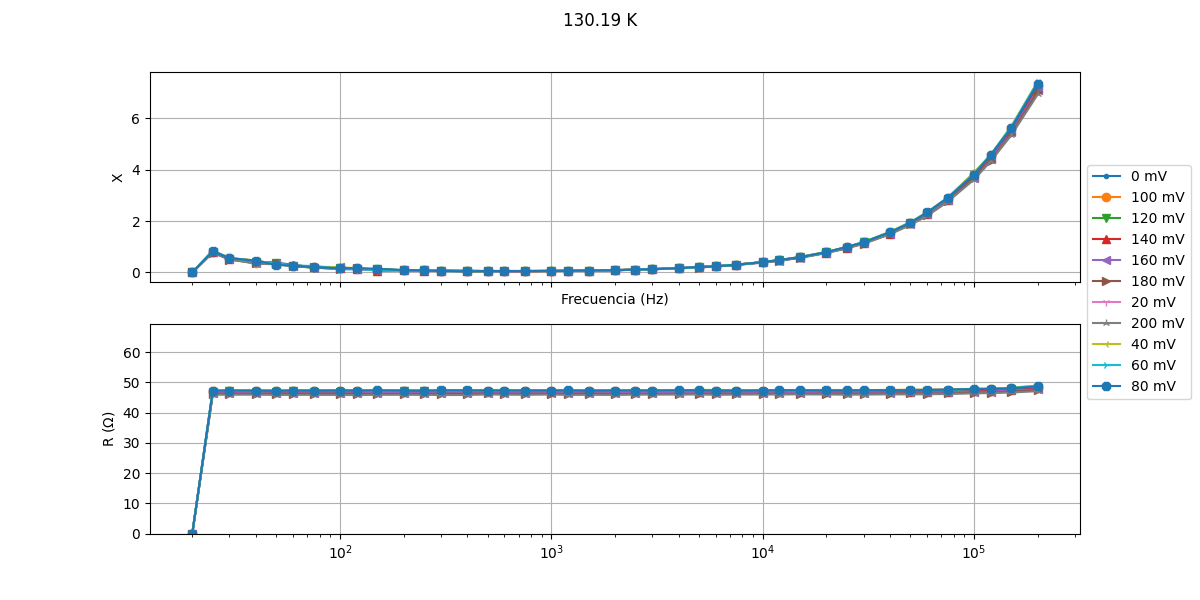 130.19 K
X
6
4
2
0
Frecuencia (Hz)
R (Ω)
60
50
40
30
20
10
0
10²
10³
10⁴
10⁵
0 mV
100 mV
120 mV
140 mV
160 mV
180 mV
20 mV
200 mV
40 mV
60 mV
80 mV